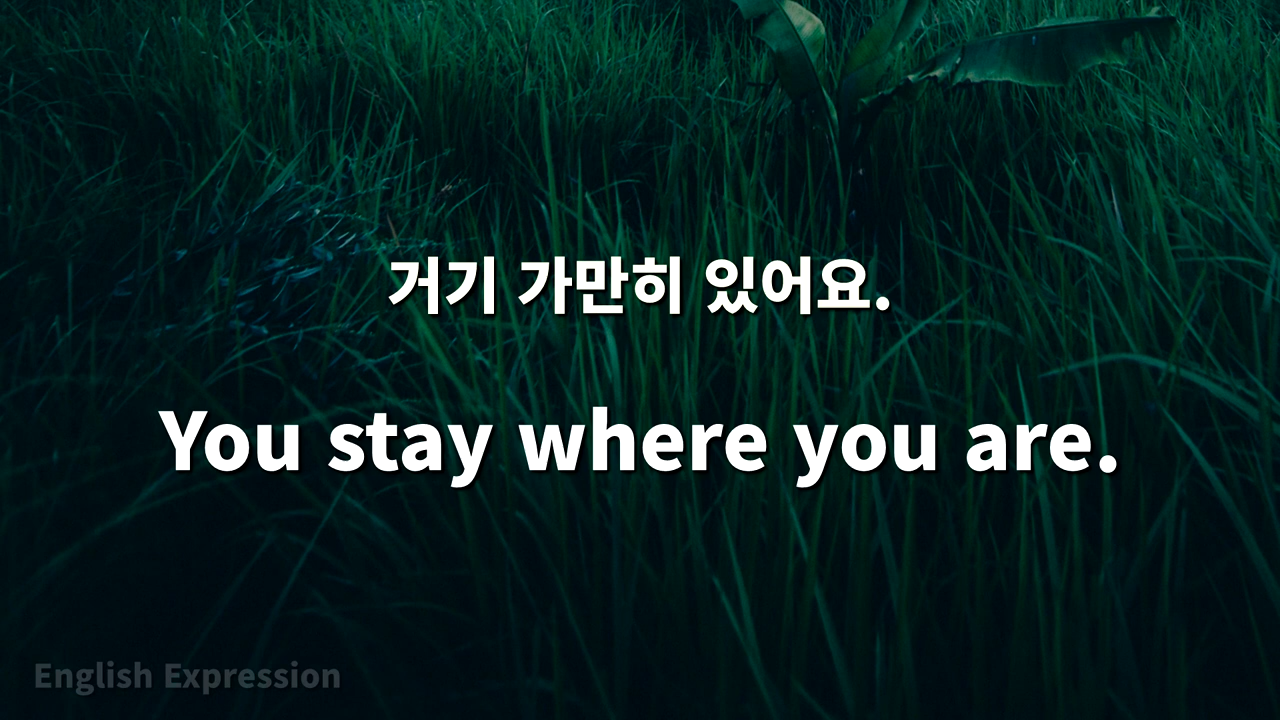 거기 가만히 있어요.
You stay where you are.
English Expression